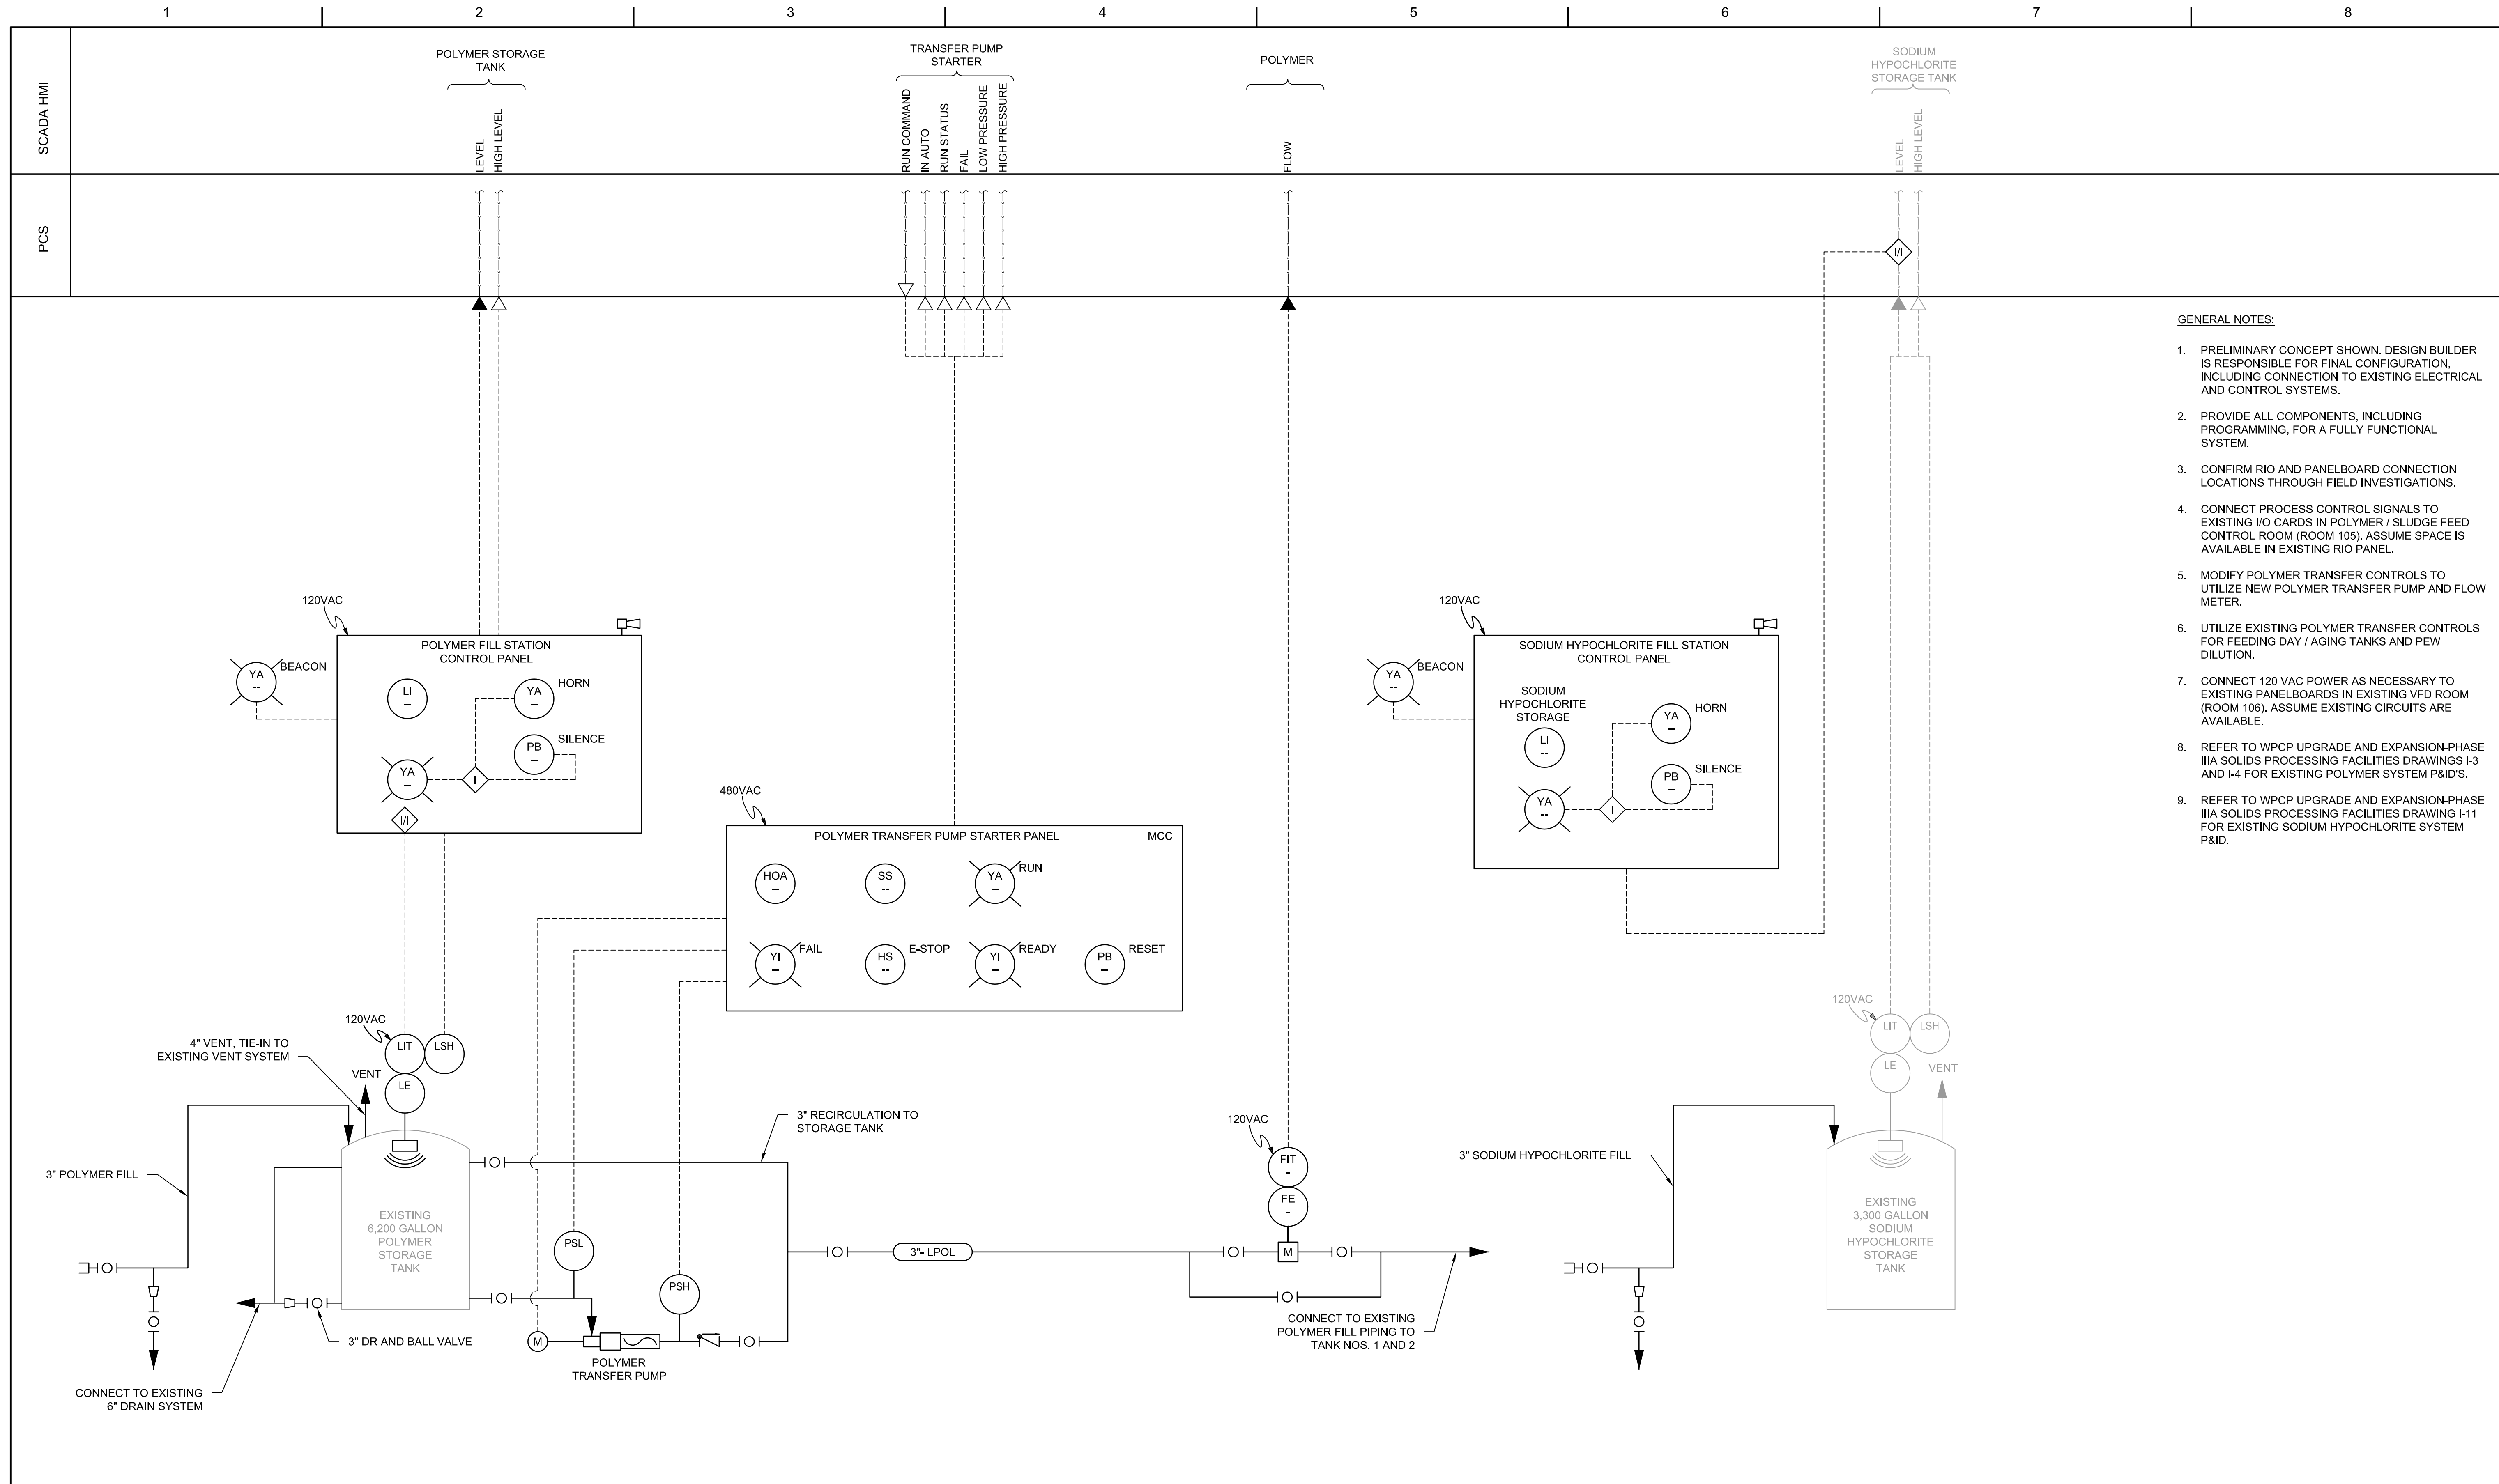 1
2
3
4
5
6
7
8
SCADA HMI
POLYMER STORAGE
TANK
LEVEL
HIGH LEVEL
TRANSFER PUMP
STARTER
RUN COMMAND
IN AUTO
RUN STATUS
FAIL
LOW PRESSURE
HIGH PRESSURE
POLYMER
FLOW
SODIUM
HYPOCHLORITE
STORAGE TANK
LEVEL
HIGH LEVEL
PCS
I/I
GENERAL NOTES:
1. PRELIMINARY CONCEPT SHOWN. DESIGN BUILDER
IS RESPONSIBLE FOR FINAL CONFIGURATION,
INCLUDING CONNECTION TO EXISTING ELECTRICAL
AND CONTROL SYSTEMS.
2. PROVIDE ALL COMPONENTS, INCLUDING
PROGRAMMING, FOR A FULLY FUNCTIONAL
SYSTEM.
3. CONFIRM RIO AND PANELBOARD CONNECTION
LOCATIONS THROUGH FIELD INVESTIGATIONS.
4. CONNECT PROCESS CONTROL SIGNALS TO
EXISTING I/O CARDS IN POLYMER / SLUDGE FEED
CONTROL ROOM (ROOM 105). ASSUME SPACE IS
AVAILABLE IN EXISTING RIO PANEL.
5. MODIFY POLYMER TRANSFER CONTROLS TO
UTILIZE NEW POLYMER TRANSFER PUMP AND FLOW
METER.
6. UTILIZE EXISTING POLYMER TRANSFER CONTROLS
FOR FEEDING DAY / AGING TANKS AND PEW
DILUTION.
7. CONNECT 120 VAC POWER AS NECESSARY TO
EXISTING PANELBOARDS IN EXISTING VFD ROOM
(ROOM 106). ASSUME EXISTING CIRCUITS ARE
AVAILABLE.
8. REFER TO WPCP UPGRADE AND EXPANSION-PHASE
IIIA SOLIDS PROCESSING FACILITIES DRAWINGS I-3
AND I-4 FOR EXISTING POLYMER SYSTEM P&ID'S.
9. REFER TO WPCP UPGRADE AND EXPANSION-PHASE
IIIA SOLIDS PROCESSING FACILITIES DRAWING I-11
FOR EXISTING SODIUM HYPOCHLORITE SYSTEM
P&ID.
120VAC
POLYMER FILL STATION
CONTROL PANEL
YA
--
BEACON
LI
--
YA
--
HORN
PB
--
SILENCE
YA
--
I
I/I
480VAC
POLYMER TRANSFER PUMP STARTER PANEL
MCC
HOA
--
SS
--
YA
--
RUN
YI
--
FAIL
HS
--
E-STOP
YI
--
READY
PB
--
RESET
120VAC
SODIUM HYPOCHLORITE FILL STATION
CONTROL PANEL
YA
--
BEACON
SODIUM
HYPOCHLORITE
STORAGE
LI
--
YA
--
HORN
PB
--
SILENCE
YA
--
I
120VAC
LIT
LSH
LE
4" VENT, TIE-IN TO
EXISTING VENT SYSTEM
VENT
3" POLYMER FILL
EXISTING
6,200 GALLON
POLYMER
STORAGE
TANK
3" DR AND BALL VALVE
CONNECT TO EXISTING
6" DRAIN SYSTEM
3" RECIRCULATION TO
STORAGE TANK
PSL
PSH
M
POLYMER
TRANSFER PUMP
3"- LPOL
120VAC
FIT
-
FE
-
M
CONNECT TO EXISTING
POLYMER FILL PIPING TO
TANK NOS. 1 AND 2
3" SODIUM HYPOCHLORITE FILL
120VAC
LIT
LSH
LE
VENT
EXISTING
3,300 GALLON
SODIUM
HYPOCHLORITE
STORAGE
TANK